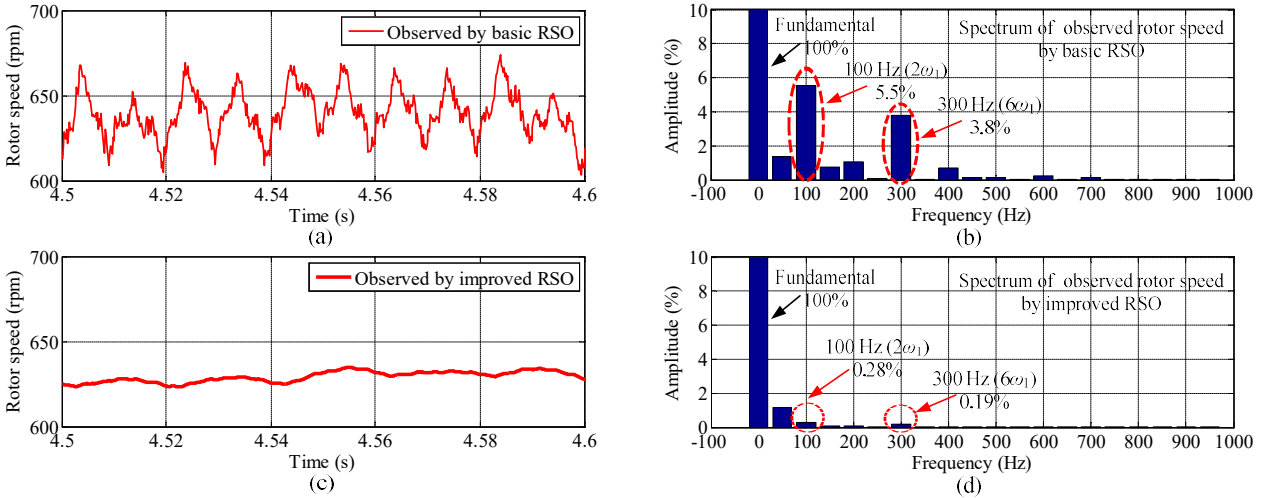 700
650
600
Rotor speed (rpm)
Observed by basic RSO
4.5 4.52 4.54 4.56 4.58 4.6
Time (s)
(a)
10
8
6
4
2
0
Amplitude (%)
Fundamental
100%
Spectrum of observed rotor speed
by basic RSO
100 Hz (2ω1)
5.5%
300 Hz (6ω1)
3.8%
-100 0 100 200 300 400 500 600 700 800 900 1000
Frequency (Hz)
(b)
700
650
600
Rotor speed (rpm)
Observed by improved RSO
4.5 4.52 4.54 4.56 4.58 4.6
Time (s)
(c)
10
8
6
4
2
0
Amplitude (%)
Fundamental
100%
Spectrum of observed rotor speed
by improved RSO
100 Hz (2ω1)
0.28%
300 Hz (6ω1)
0.19%
-100 0 100 200 300 400 500 600 700 800 900 1000
Frequency (Hz)
(d)